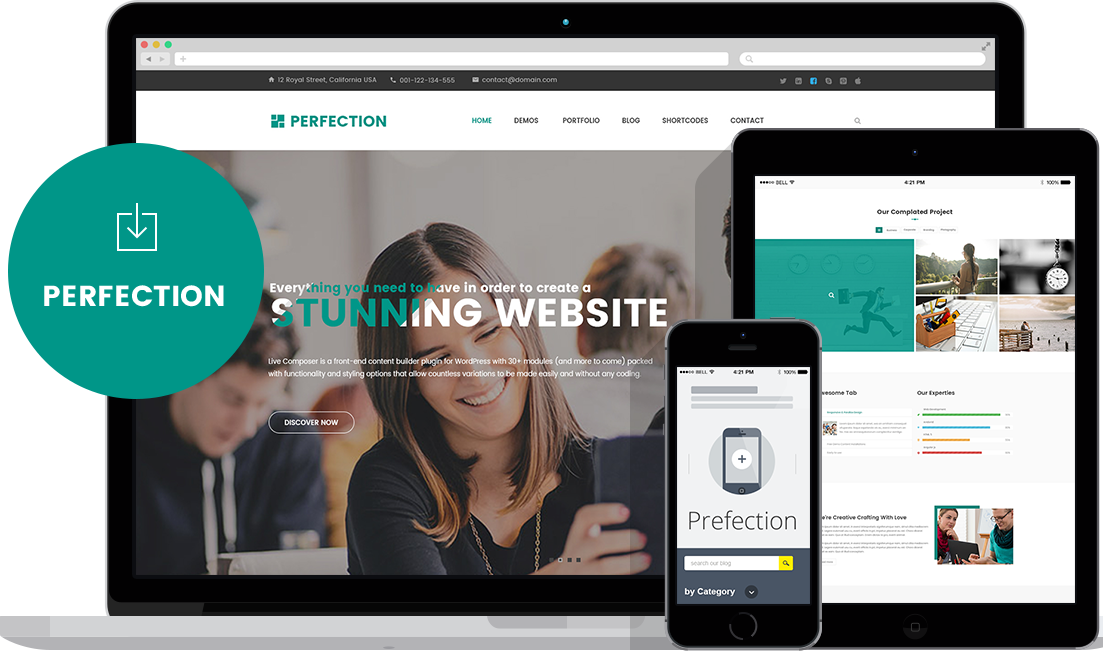 12 Royal Street, California USA
001-122-134-555
contact@domain.com
PERFECTION
HOME
DEMOS
PORTFOLIO
BLOG
SHORTCODES
CONTACT
PERFECTION
Everything you need to have in order to create a
STUNNING WEBSITE
Live Composer is a front-end content builder plugin for WordPress with 30+ modules (and more to come) packed
with functionality and styling options that allow countless variations to be made easily and without any coding.
DISCOVER NOW
BELL
4:21 PM
100%
Our Complated Project
wesome Tab
Our Experties
're Creative Crafting With Love
BELL
4:21 PM
100%
Prefection
Search our blog
by Category